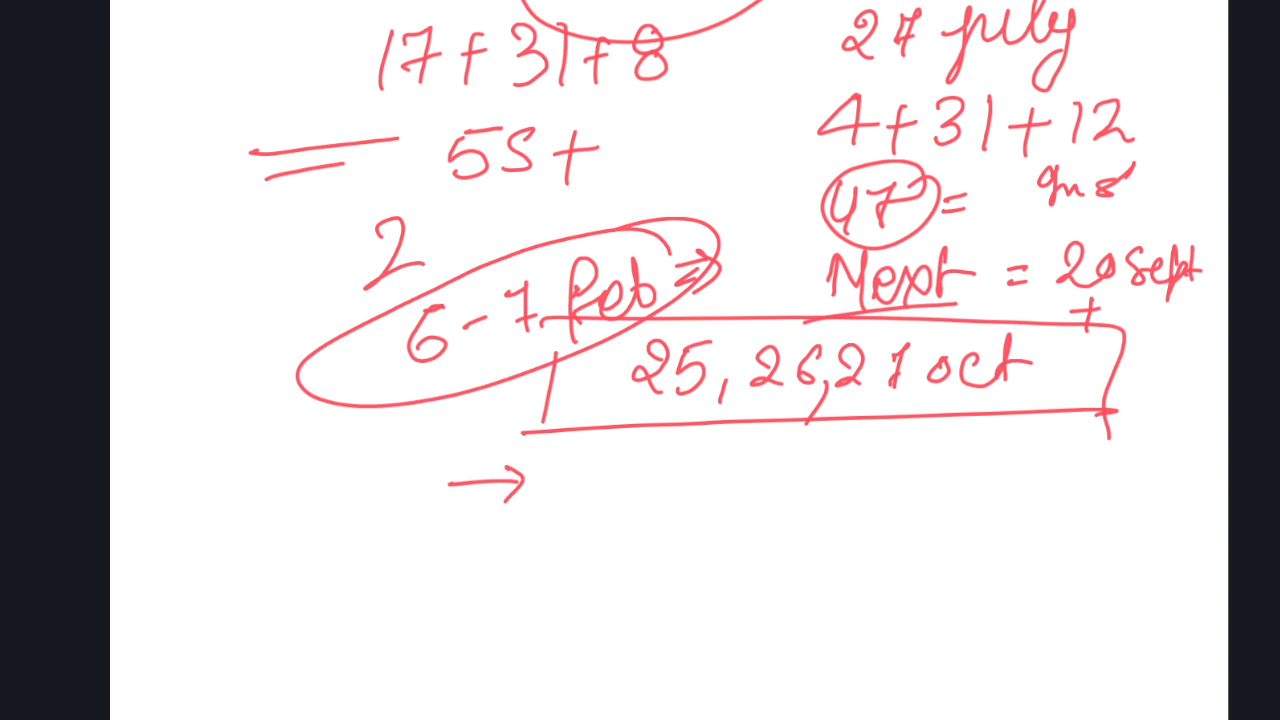 17+31+8
= 55+
2
6-7 Feb ⇒
27 July
4+31+12
47 =
Next = 20 Sept
+
25, 26, 27 oct
→